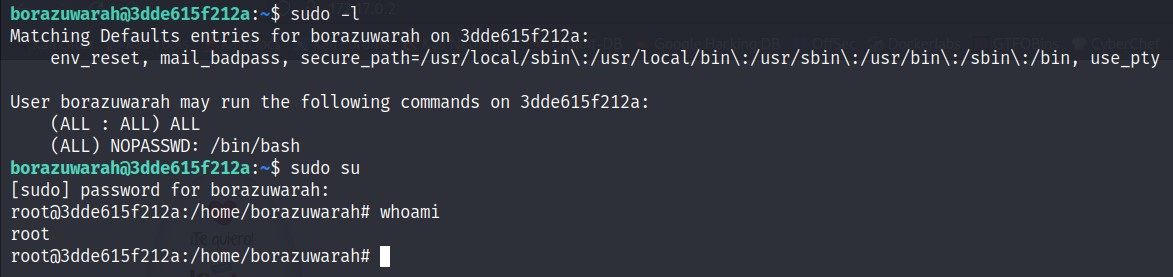 borazuwarah@3dde615f212a:~$ sudo -l
Matching Defaults entries for borazuwarah on 3dde615f212a:
env_reset, mail_badpass, secure_path=/usr/local/sbin\:/usr/local/bin\:/usr/sbin\:/usr/bin\:/sbin\:/bin, use_pty
User borazuwarah may run the following commands on 3dde615f212a:
(ALL : ALL) ALL
(ALL) NOPASSWD: /bin/bash
borazuwarah@3dde615f212a:~$ sudo su
[sudo] password for borazuwarah:
root@3dde615f212a:/home/borazuwarah# whoami
root
¡Te quiero!
root@3dde615f212a:/home/borazuwarah#